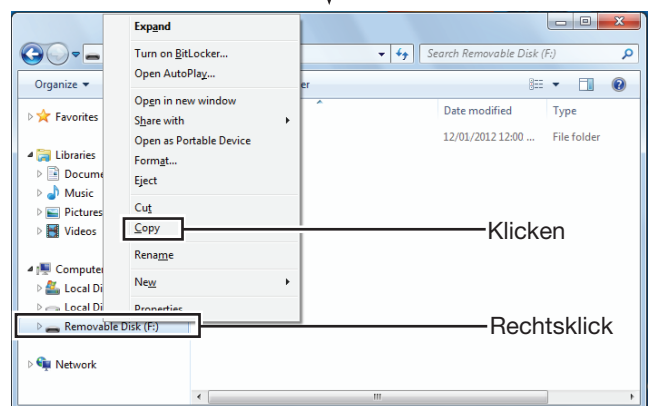 Expand
Search Removable Disk (F:)
Turn on BitLocker...
Open AutoPlay...
Organize
er
Open in new window
Date modified
Type
Favorites
Share with
Open as Portable Device
12/01/2012 12:00 ...
File folder
Libraries
Format...
Docume
Eject
Music
Cut
Pictures
Videos
Copy
Klicken
Rename
Computer
New
Local Di
Local Di
Properties
Removable Disk (F:)
Rechtsklick
Network